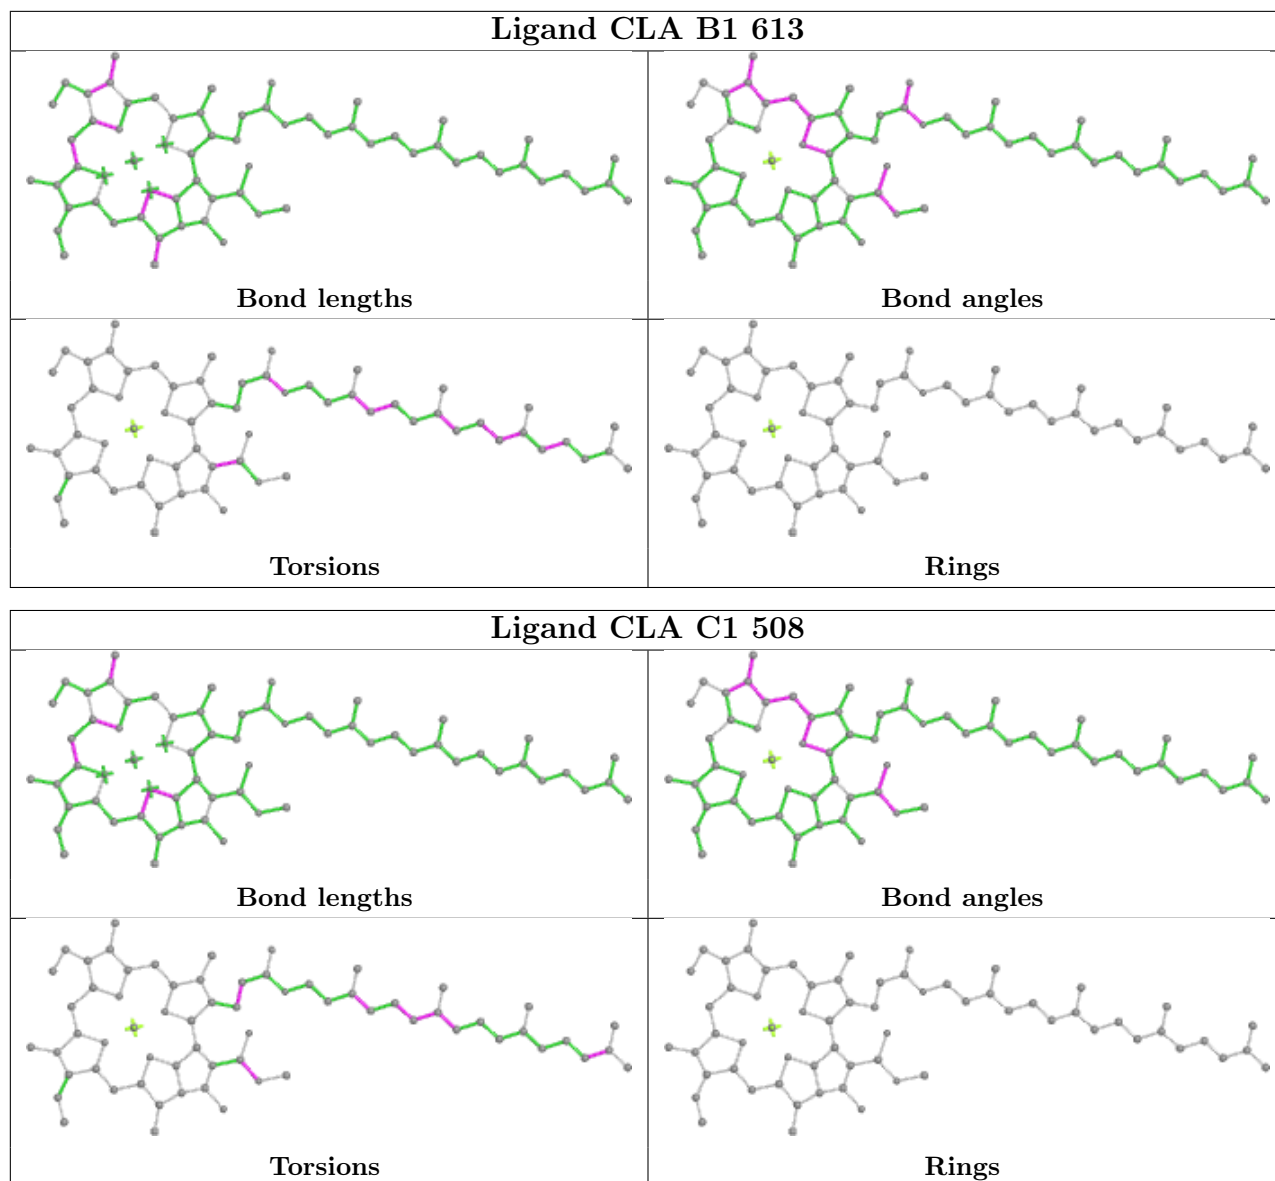 Ligand CLA B1 613
Bond lengths
Bond angles
Torsions
Rings
Ligand CLA C1 508
Bond lengths
Bond angles
Torsions
Rings